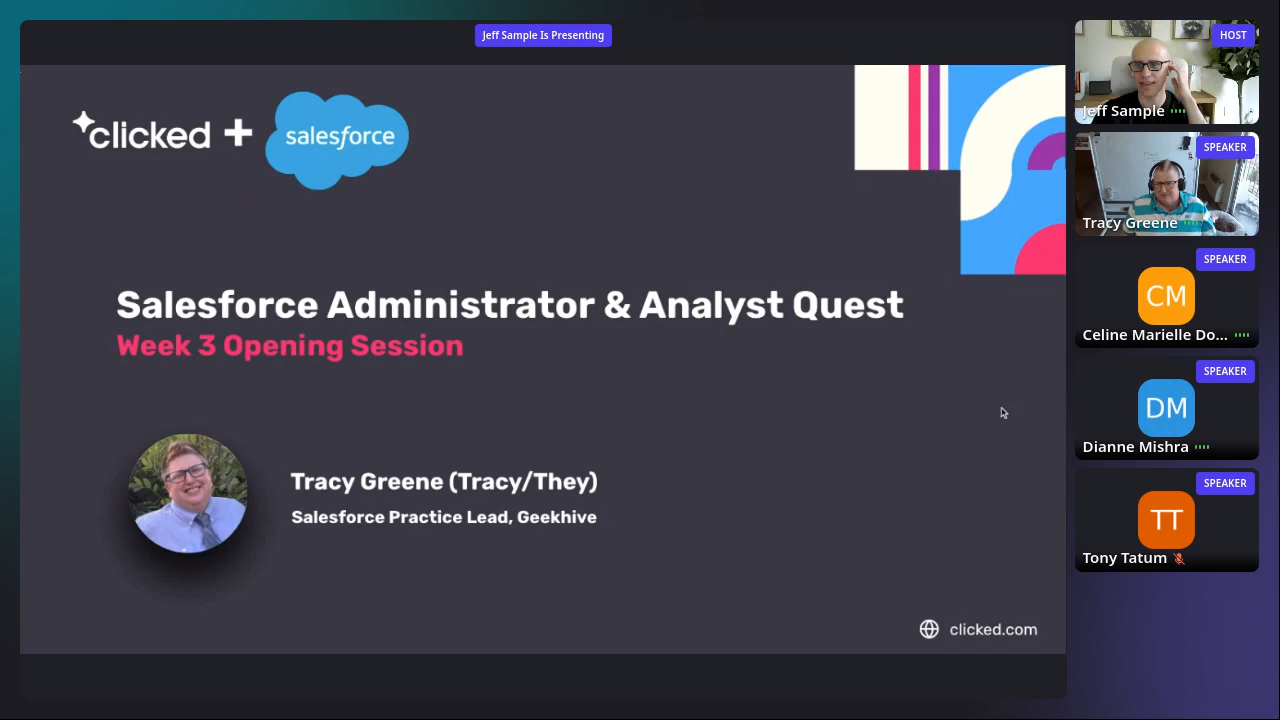 Jeff Sample Is Presenting
clicked + salesforce
Salesforce Administrator & Analyst Quest
Week 3 Opening Session
Tracy Greene (Tracy/They)
Salesforce Practice Lead, Geekhive
clicked.com
HOST
Jeff Sample
SPEAKER
Tracy Greene
SPEAKER
CM
Celine Marielle Do...
SPEAKER
DM
Dianne Mishra
SPEAKER
TT
Tony Tatum